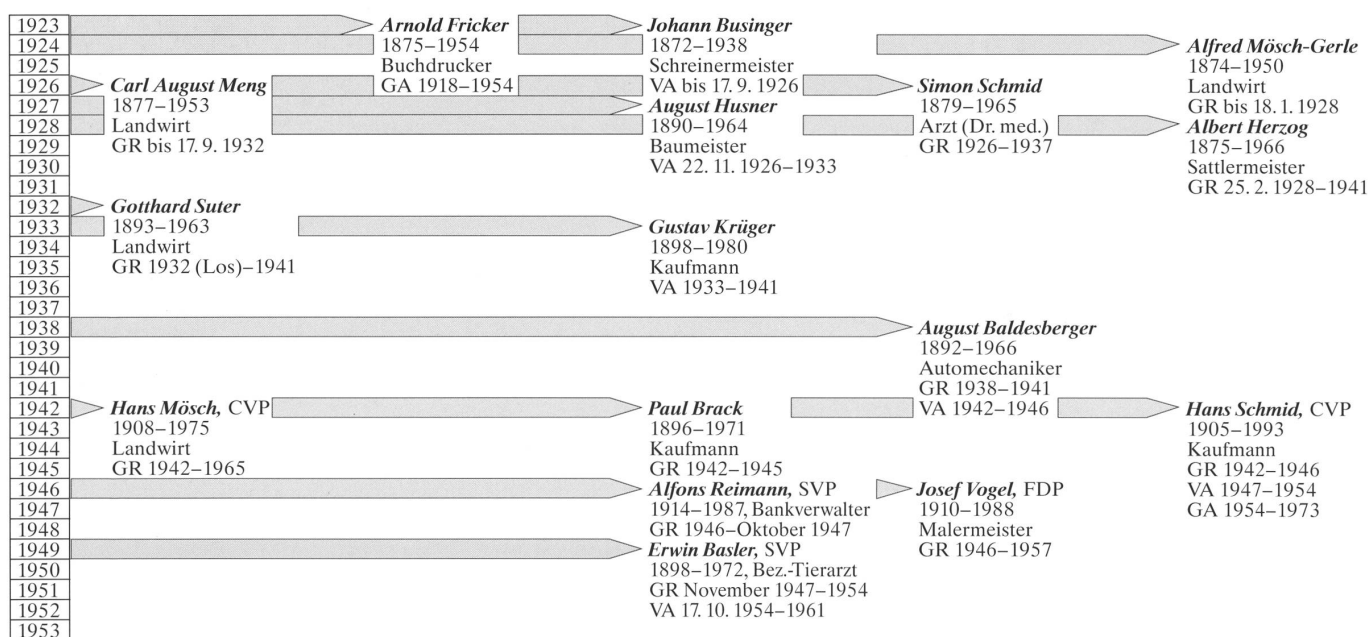 1923
1924
1925
1926
1927
1928
1929
1930
1931
1932
1933
1934
1935
1936
1937
1938
1939
1940
1941
1942
1943
1944
1945
1946
1947
1948
1949
1950
1951
1952
1953
Arnold Fricker
1875–1954
Buchdrucker
GA 1918–1954
Johann Businger
1872–1938
Schreinermeister
VA bis 17. 9. 1926
Alfred Mösch-Gerle
1874–1950
Landwirt
GR bis 18. 1. 1928
Carl August Meng
1877–1953
Landwirt
GR bis 17. 9. 1932
Simon Schmid
1879–1965
Arzt (Dr. med.)
GR 1926–1937
August Husner
1890–1964
Baumeister
VA 22. 11. 1926–1933
Albert Herzog
1875–1966
Sattlermeister
GR 25. 2. 1928–1941
Gotthard Suter
1893–1963
Landwirt
GR 1932 (Los)–1941
Gustav Krüger
1898–1980
Kaufmann
VA 1933–1941
August Baldesberger
1892–1966
Automechaniker
GR 1938–1941
VA 1942–1946
Hans Mösch, CVP
1908–1975
Landwirt
GR 1942–1965
Paul Brack
1896–1971
Kaufmann
GR 1942–1945
Hans Schmid, CVP
1905–1993
Kaufmann
GR 1942–1946
VA 1947–1954
GA 1954–1973
Alfons Reimann, SVP
1914–1987, Bankverwalter
GR 1946–Oktober 1947
Josef Vogel, FDP
1910–1988
Malermeister
GR 1946–1957
Erwin Basler, SVP
1898–1972, Bez.-Tierarzt
GR November 1947–1954
VA 17. 10. 1954–1961